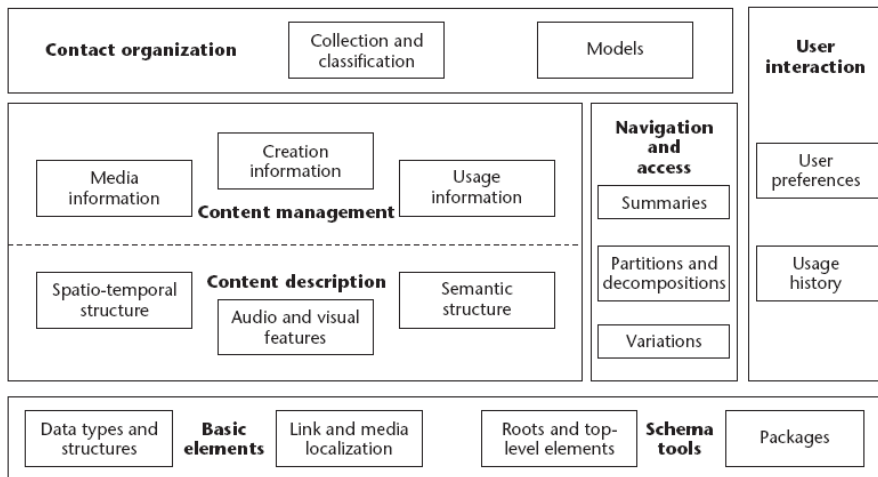 Contact organization
Collection and
classification
Models
User
interaction
Media
information
Creation
information
Usage
information
Content management
Navigation
and
access
Summaries
User
preferences
Spatio-temporal
structure
Content description
Audio and visual
features
Semantic
structure
Partitions and
decompositions
Variations
Usage
history
Data types and
structures
Basic
elements
Link and media
localization
Roots and top-
level elements
Schema
tools
Packages